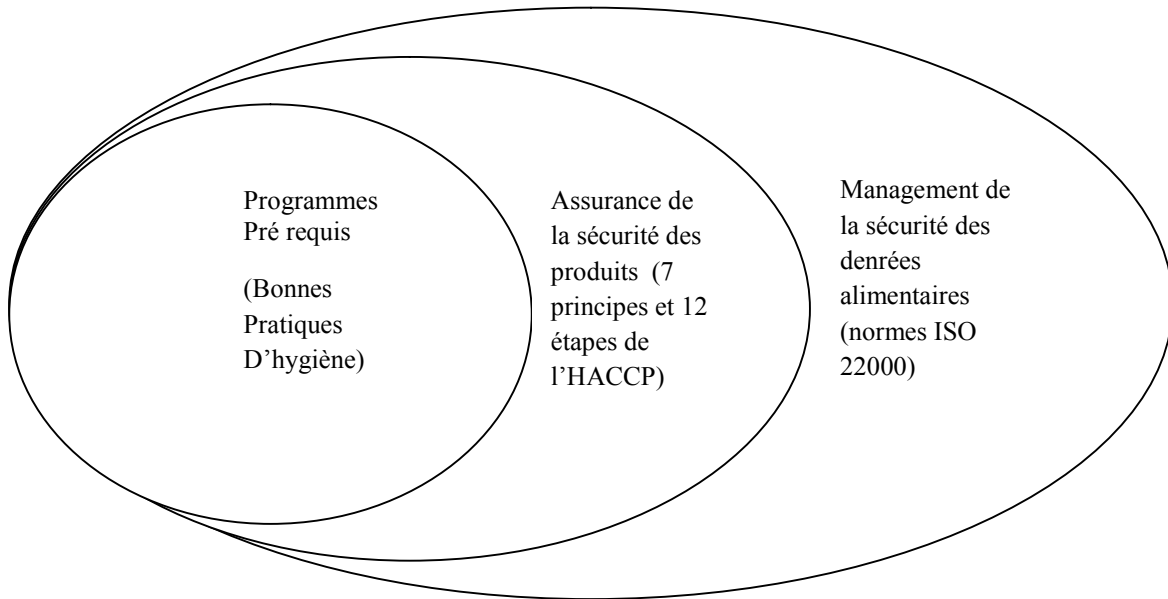 Programmes
Pré requis
(Bonnes
Pratiques
D’hygiène)
Assurance de
la sécurité des
produits (7
principes et 12
étapes de
l’HACCP)
Management de
la sécurité des
denrées
alimentaires
(normes ISO
22000)